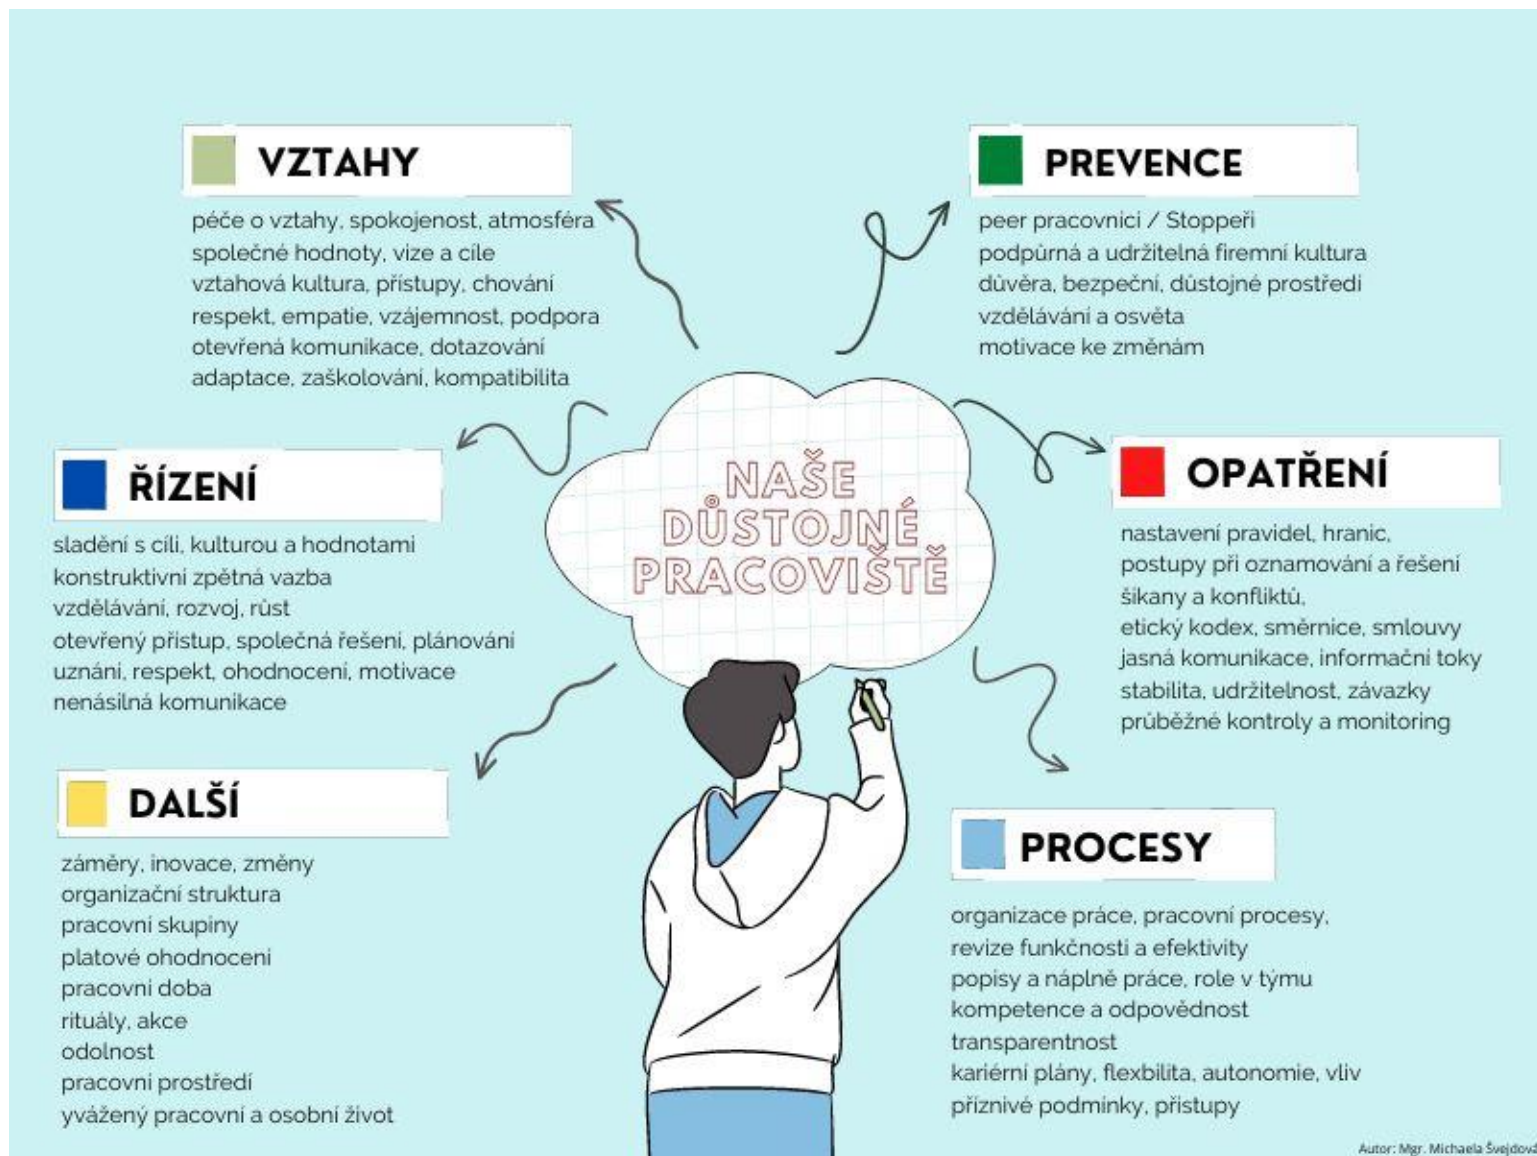 VZTAHY
péče o vztahy, spokojenost, atmosféra
společné hodnoty, vize a cíle
vztahová kultura, přístupy, chování
respekt, empatie, vzájemnost, podpora
otevřená komunikace, dotazování
adaptace, zaškolování, kompatibilita
PREVENCE
peer pracovníci / Stoppeři
podpůrná a udržitelná firemní kultura
důvěra, bezpeční, důstojné prostředí
vzdělávání a osvěta
motivace ke změnám
NAŠE
DŮSTOJNÉ
PRACOVIŠTĚ
ŘÍZENÍ
sladění s cíli, kulturou a hodnotami
konstruktivní zpětná vazba
vzdělávání, rozvoj, růst
otevřený přístup, společná řešení, plánování
uznání, respekt, ohodnocení, motivace
nenásilná komunikace
OPATŘENÍ
nastavení pravidel, hranic,
postupy při oznamování a řešení
šikany a konfliktů,
etický kodex, směrnice, smlouvy
jasná komunikace, informační toky
stabilita, udržitelnost, závazky
průběžné kontroly a monitoring
DALŠÍ
záměry, inovace, změny
organizační struktura
pracovní skupiny
platové ohodnocení
pracovní doba
rituály, akce
odolnost
pracovní prostředí
yvážený pracovní a osobní život
PROCESY
organizace práce, pracovní procesy,
revize funkčnosti a efektivity
popisy a náplně práce, role v týmu
kompetence a odpovědnost
transparentnost
kariérní plány, flexbilita, autonomie, vliv
příznivé podmínky, přístupy
Autor: Mgr. Michaela Švejdová